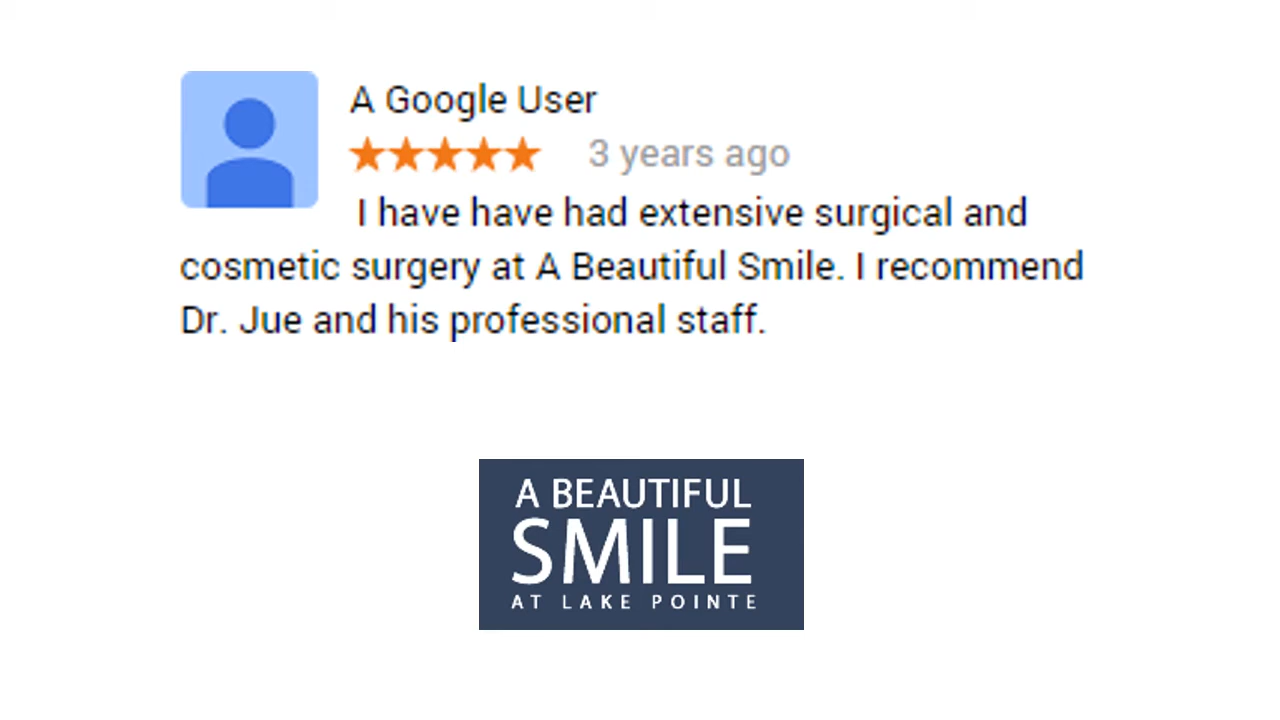 A Google User
3 years ago
I have have had extensive surgical and
cosmetic surgery at A Beautiful Smile. I recommend
Dr. Jue and his professional staff.
A BEAUTIFUL
SMILE
AT LAKE POINTE